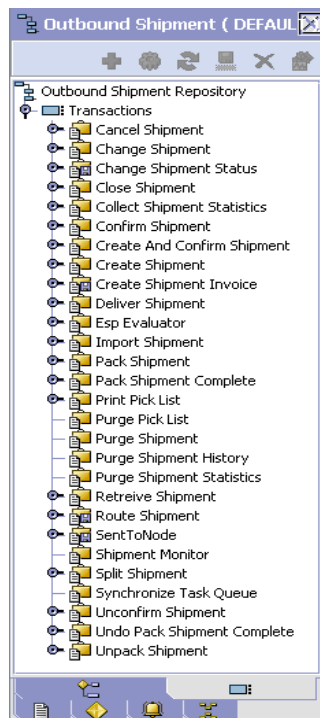 Outbound Shipment ( DEFAUL
Outbound Shipment Repository
Transactions
Cancel Shipment
Change Shipment
Change Shipment Status
Close Shipment
Collect Shipment Statistics
Confirm Shipment
Create And Confirm Shipment
Create Shipment
Create Shipment Invoice
Deliver Shipment
Esp Evaluator
Import Shipment
Pack Shipment
Pack Shipment Complete
Print Pick List
Purge Pick List
Purge Shipment
Purge Shipment History
Purge Shipment Statistics
Retreive Shipment
Route Shipment
SentToNode
Shipment Monitor
Split Shipment
Synchronize Task Queue
Unconfirm Shipment
Undo Pack Shipment Complete
Unpack Shipment